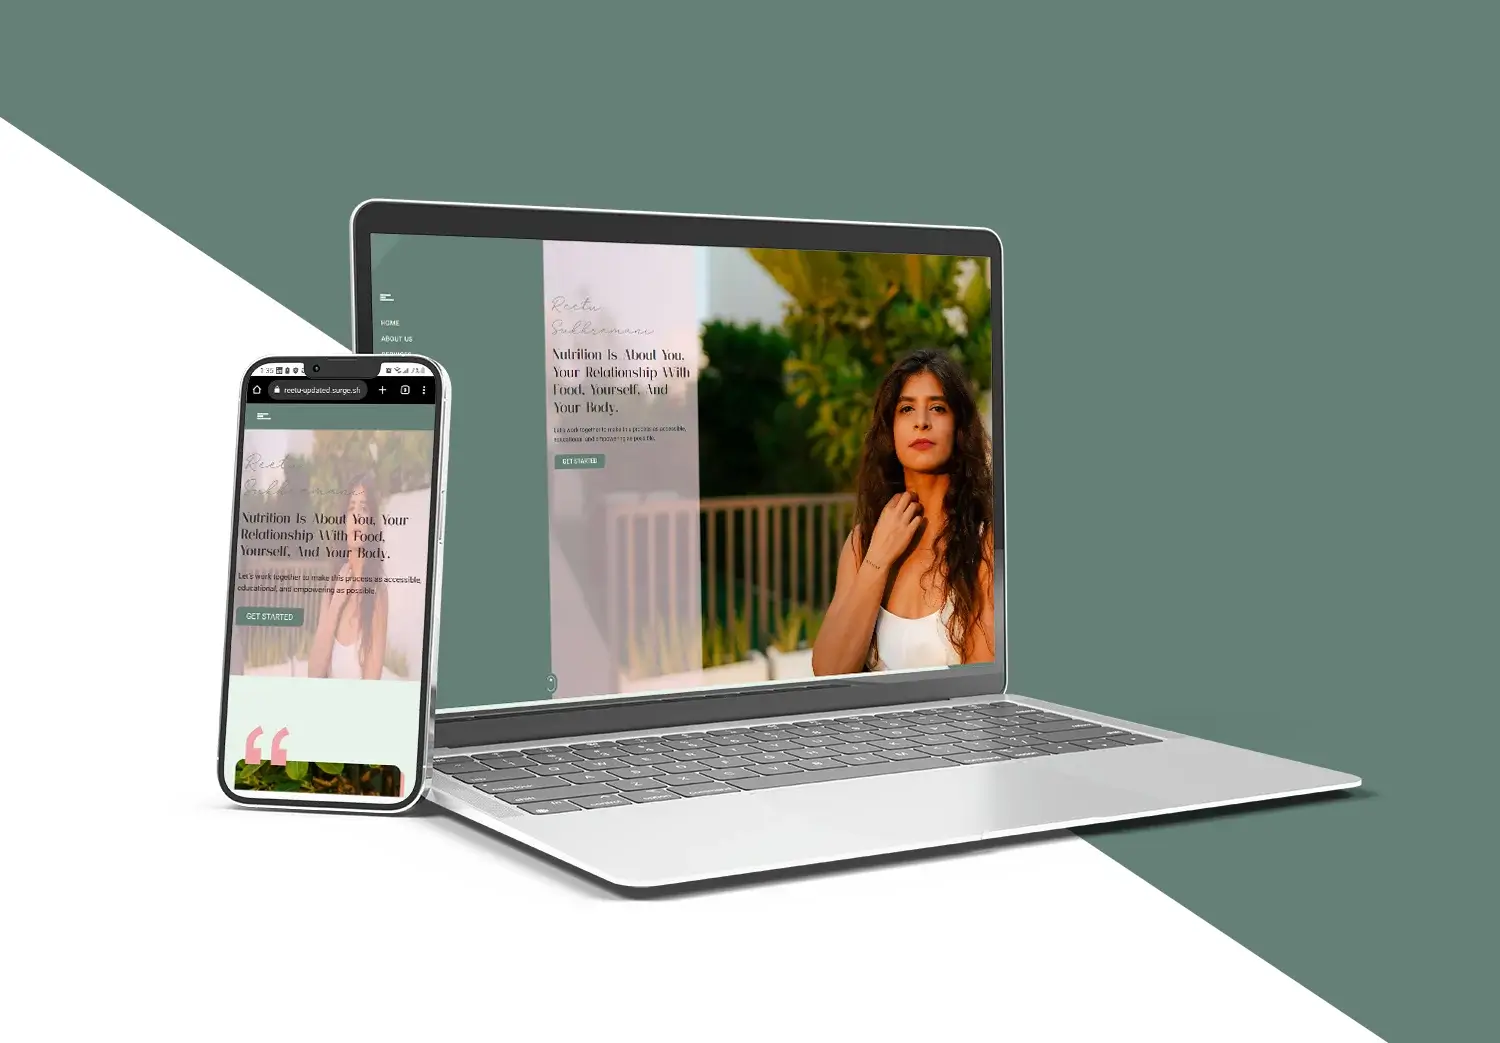 HOME
ABOUT US
SERVICES
Reetu
Sukhramani
Nutrition Is About You,
Your Relationship With
Food, Yourself, And
Your Body.
Let's work together to make this process as accessible,
educational, and empowering as possible.
GET STARTED
1:35
reetu-updated.surge.sh
Reetu
Sukhramani
Nutrition Is About You, Your
Relationship With Food,
Yourself, And Your Body.
Let's work together to make this process as accessible,
educational, and empowering as possible.
GET STARTED
“